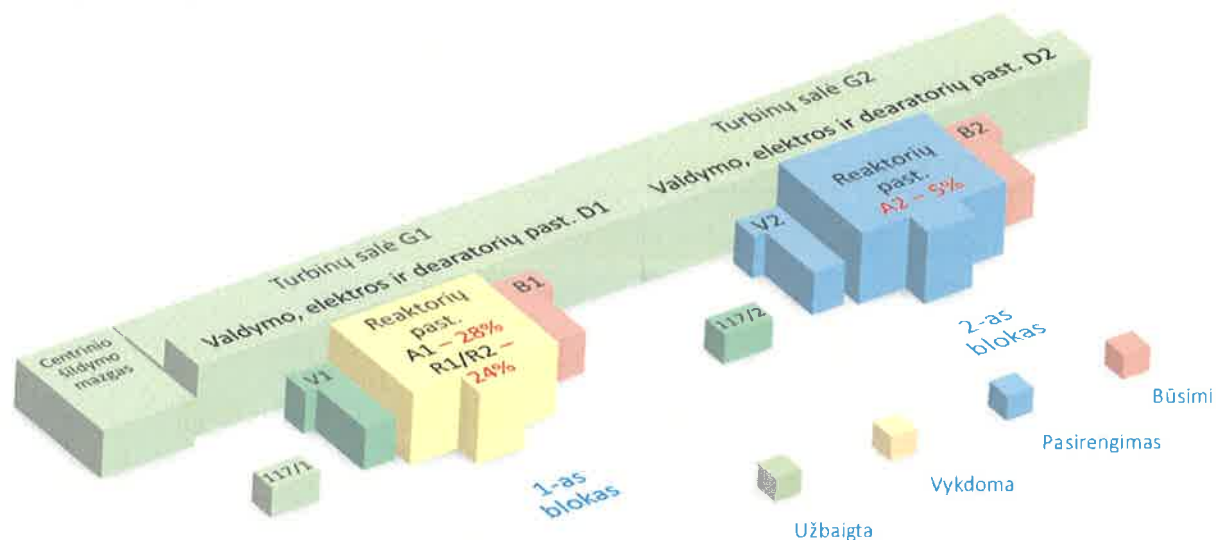 Turbinų salė G2
Valdymo, elektros ir dearatorių past. D2
Turbinų salė G1
Valdymo, elektros ir dearatorių past. D1
Centrinio
šildymo
mazgas
Reaktorių
past.
A1 – 28%
R1/R2 –
24%
B1
V1
117/1
1-as
blokas
Reaktorių
past.
A2 – 5%
B2
V2
117/2
2-as
blokas
Būsimi
Pasirengimas
Vykdoma
Užbaigta